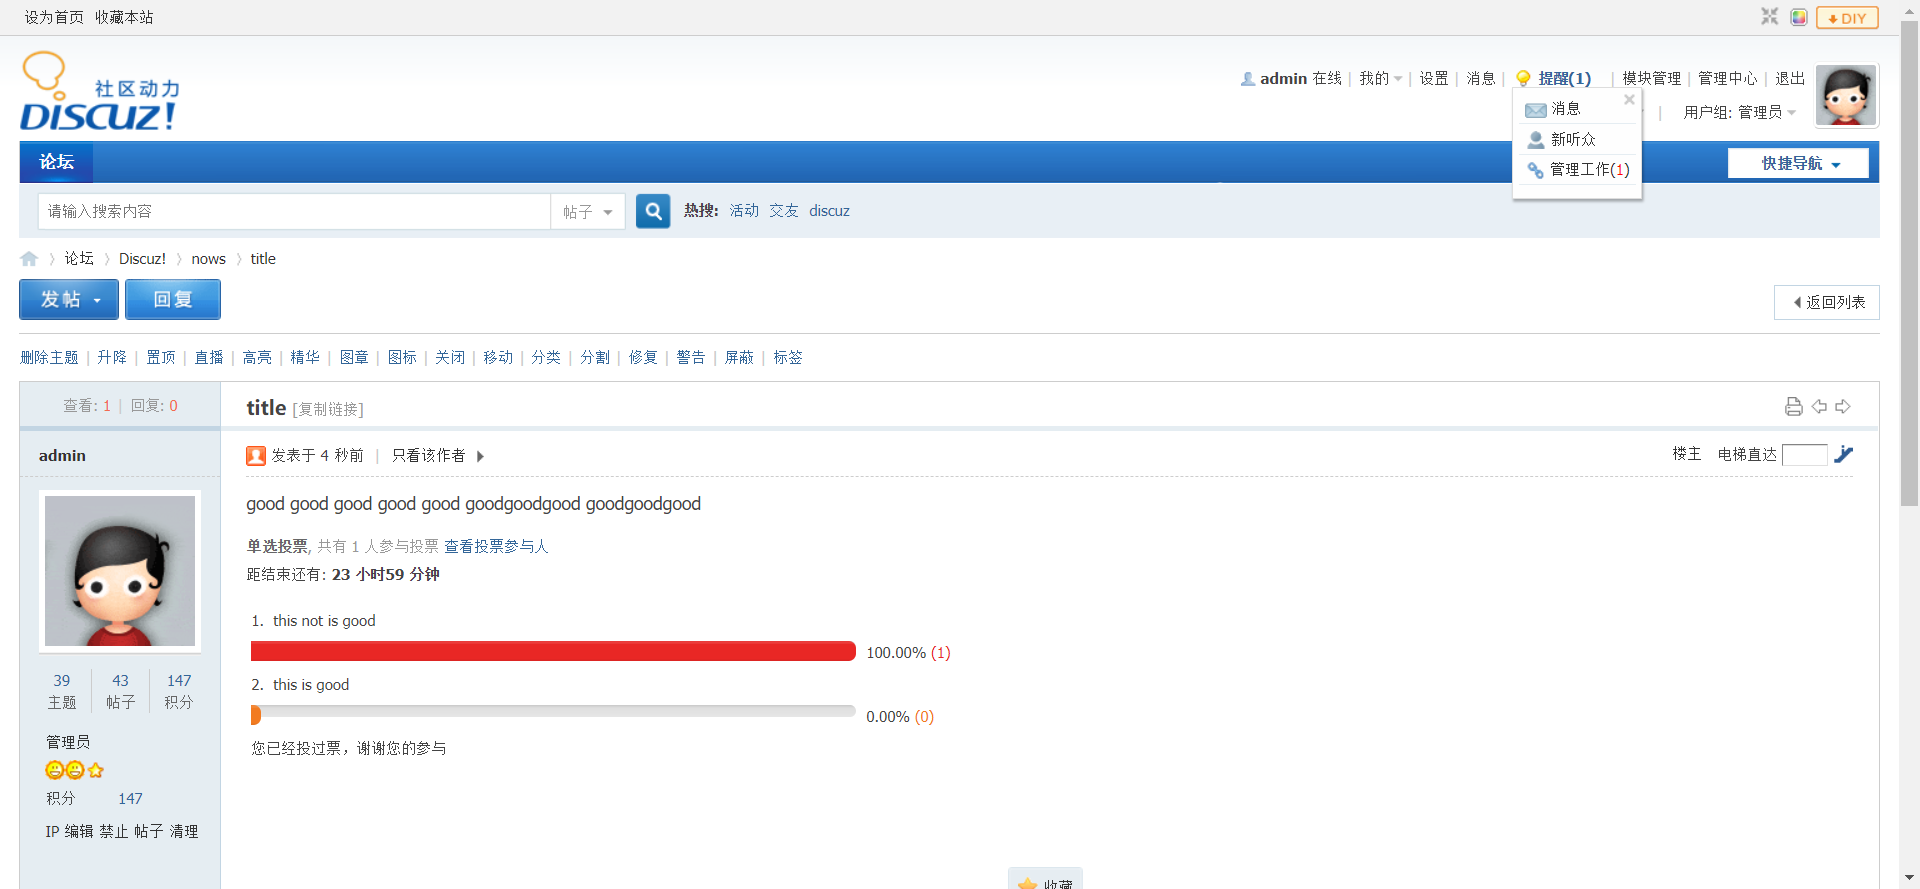 设为首页 收藏本站
DIY
社区动力
DISCUZ!
admin 在线 | 我的 | 设置 | 消息 | 提醒(1) | 模块管理 | 管理中心 | 退出
| 用户组: 管理员
消息
新听众
管理工作(1)
论坛
快捷导航
请输入搜索内容 帖子 热搜: 活动 交友 discuz
论坛 〉 Discuz! 〉 nows 〉 title
发帖 回复
返回列表
删除主题 | 升降 | 置顶 | 直播 | 高亮 | 精华 | 图章 | 图标 | 关闭 | 移动 | 分类 | 分割 | 修复 | 警告 | 屏蔽 | 标签
查看: 1 | 回复: 0
title [复制链接]
admin
发表于 4 秒前 | 只看该作者
楼主 电梯直达
good good good good good goodgoodgood goodgoodgood
单选投票, 共有 1 人参与投票 查看投票参与人
距结束还有: 23 小时59 分钟
1. this not is good
100.00% (1)
2. this is good
0.00% (0)
您已经投过票，谢谢您的参与
39 43 147
主题 帖子 积分
管理员
积分 147
IP 编辑 禁止 帖子 清理
收藏